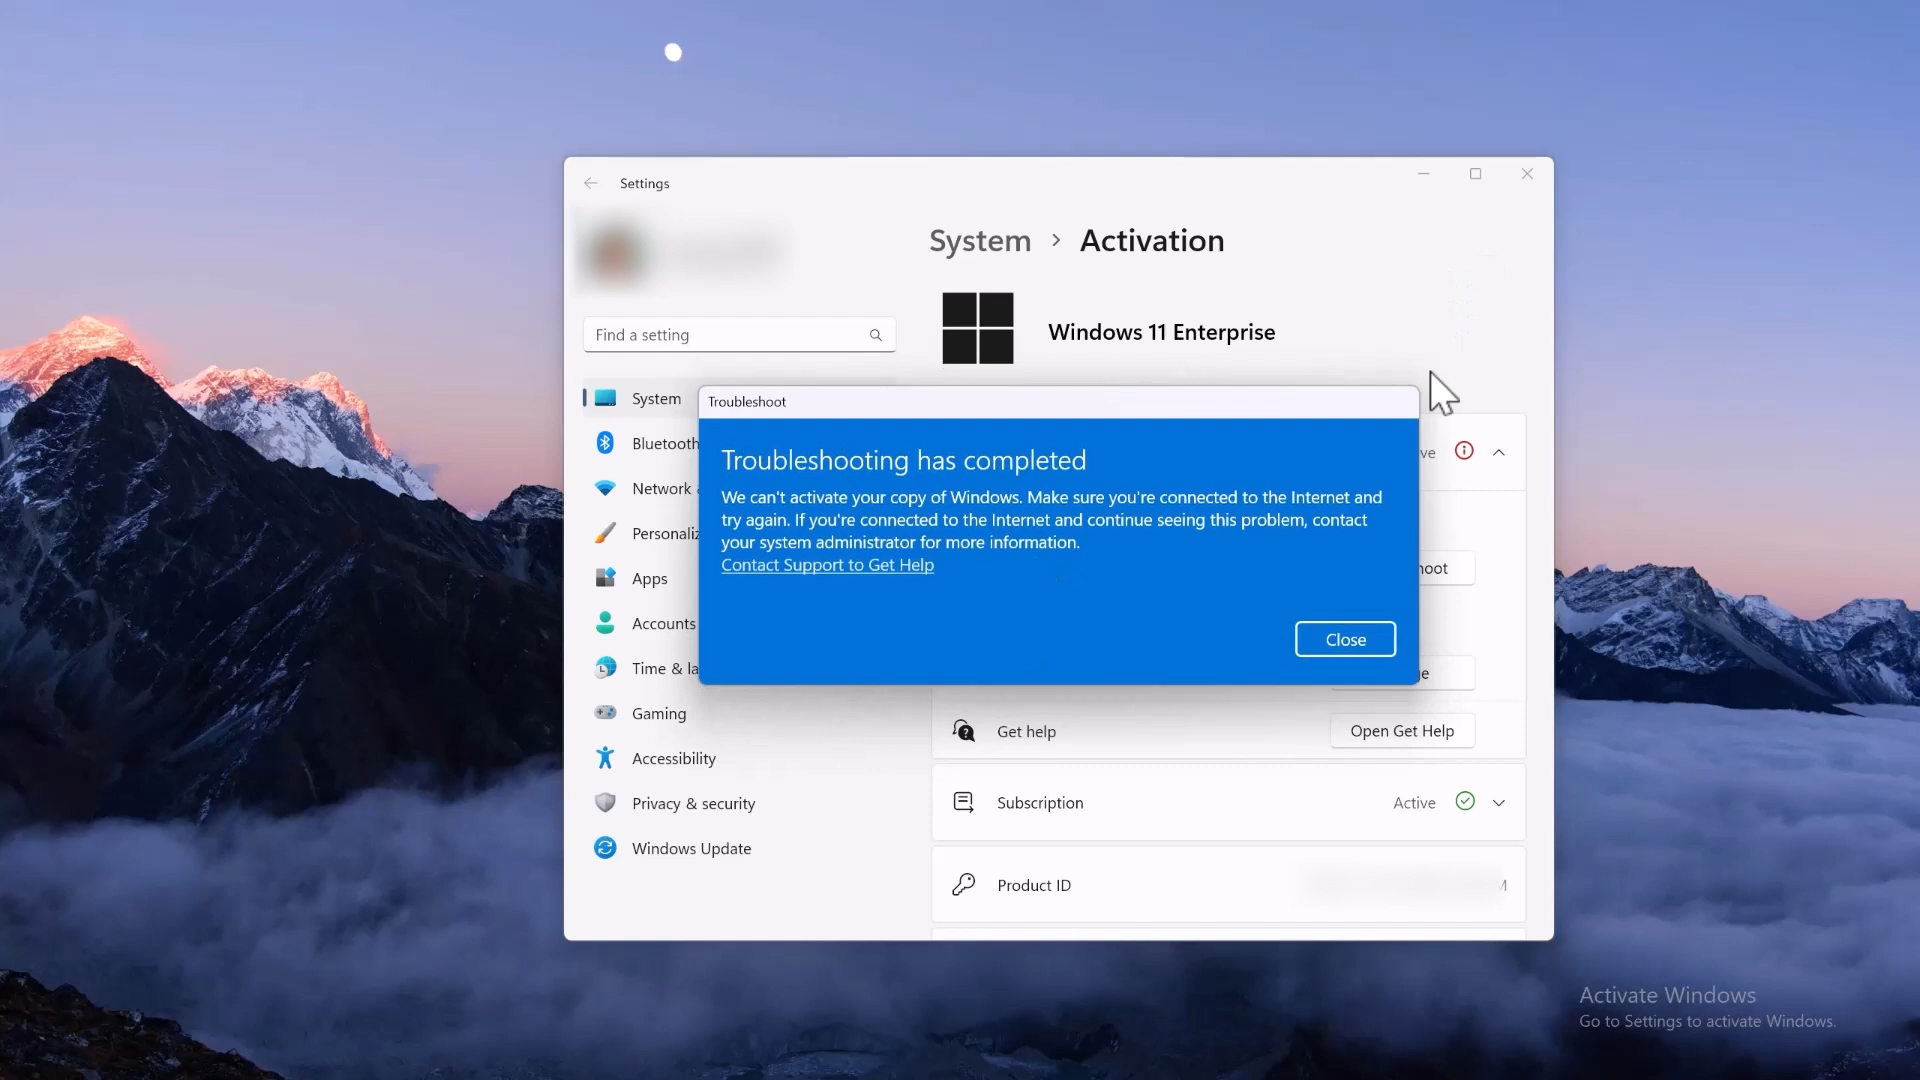 Settings
System > Activation
Find a setting
Windows 11 Enterprise
System
Bluetooth
Network
Personaliz
Apps
Accounts
Time & la
Gaming
Accessibility
Privacy & security
Windows Update
Troubleshoot
Troubleshooting has completed
We can't activate your copy of Windows. Make sure you're connected to the Internet and
try again. If you're connected to the Internet and continue seeing this problem, contact
your system administrator for more information.
Contact Support to Get Help
Close
ve
hoot
e
Get help
Open Get Help
Subscription
Active
Product ID
M
Activate Windows
Go to Settings to activate Windows.